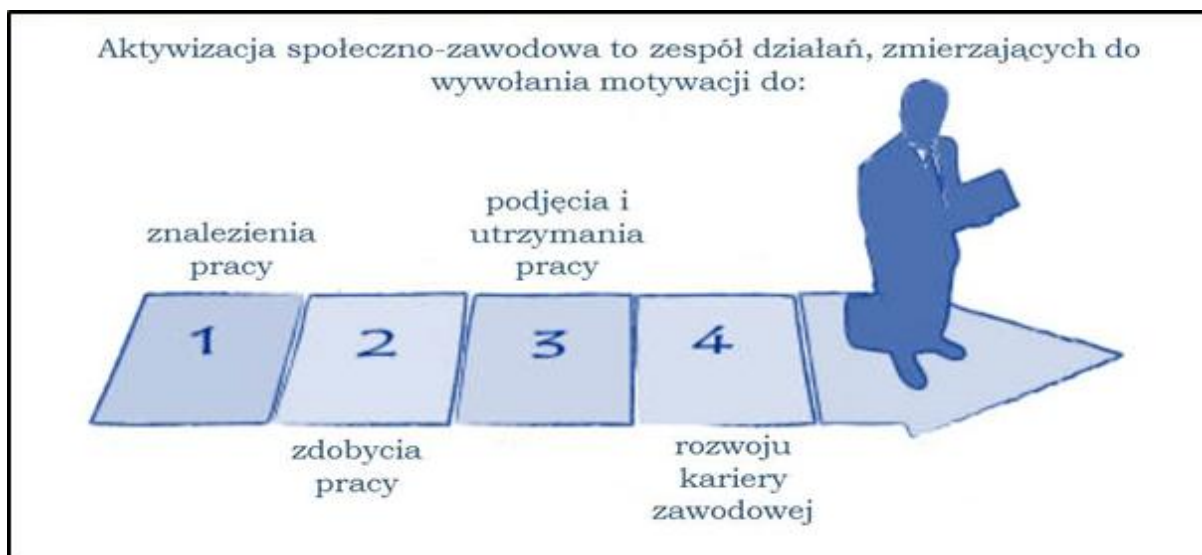 Aktywizacja społeczno-zawodowa to zespół działań, zmierzających do
wywołania motywacji do:
znalezienia
pracy
podjęcia i
utrzymania
pracy
1
2
3
4
zdobycia
pracy
rozwoju
kariery
zawodowej